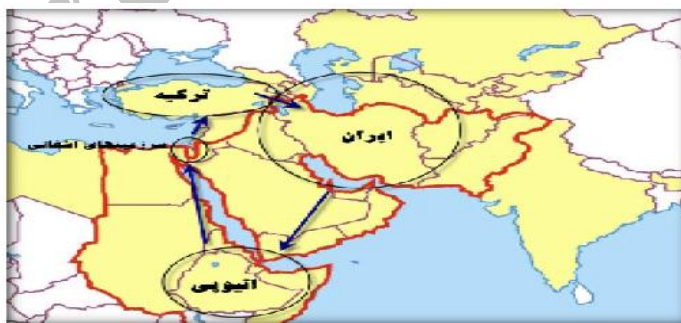 ترکیه
ایران
سرزمینهای اشغالی
اتیوپی